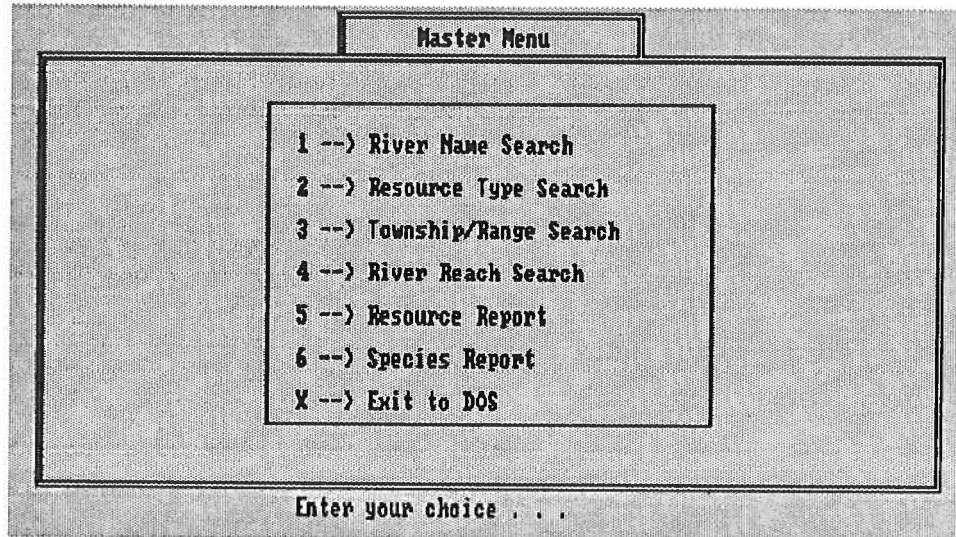 Master Menu
1 --> River Name Search
2 --> Resource Type Search
3 --> Township/Range Search
4 --> River Reach Search
5 --> Resource Report
6 --> Species Report
X --> Exit to DOS
Enter your choice . . .